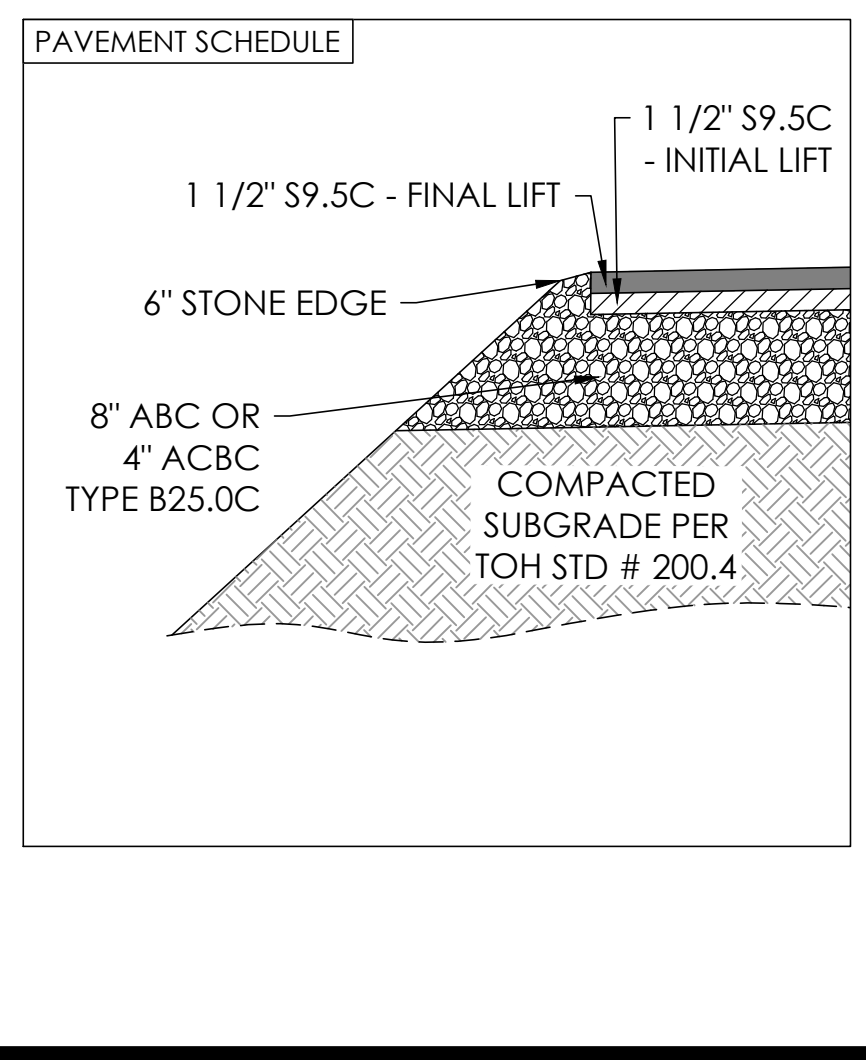 PAVEMENT SCHEDULE
1 1/2" S9.5C
- INITIAL LIFT
1 1/2" S9.5C - FINAL LIFT
6" STONE EDGE
8" ABC OR
4" ACBC
TYPE B25.0C
COMPACTED
SUBGRADE PER
TOH STD # 200.4